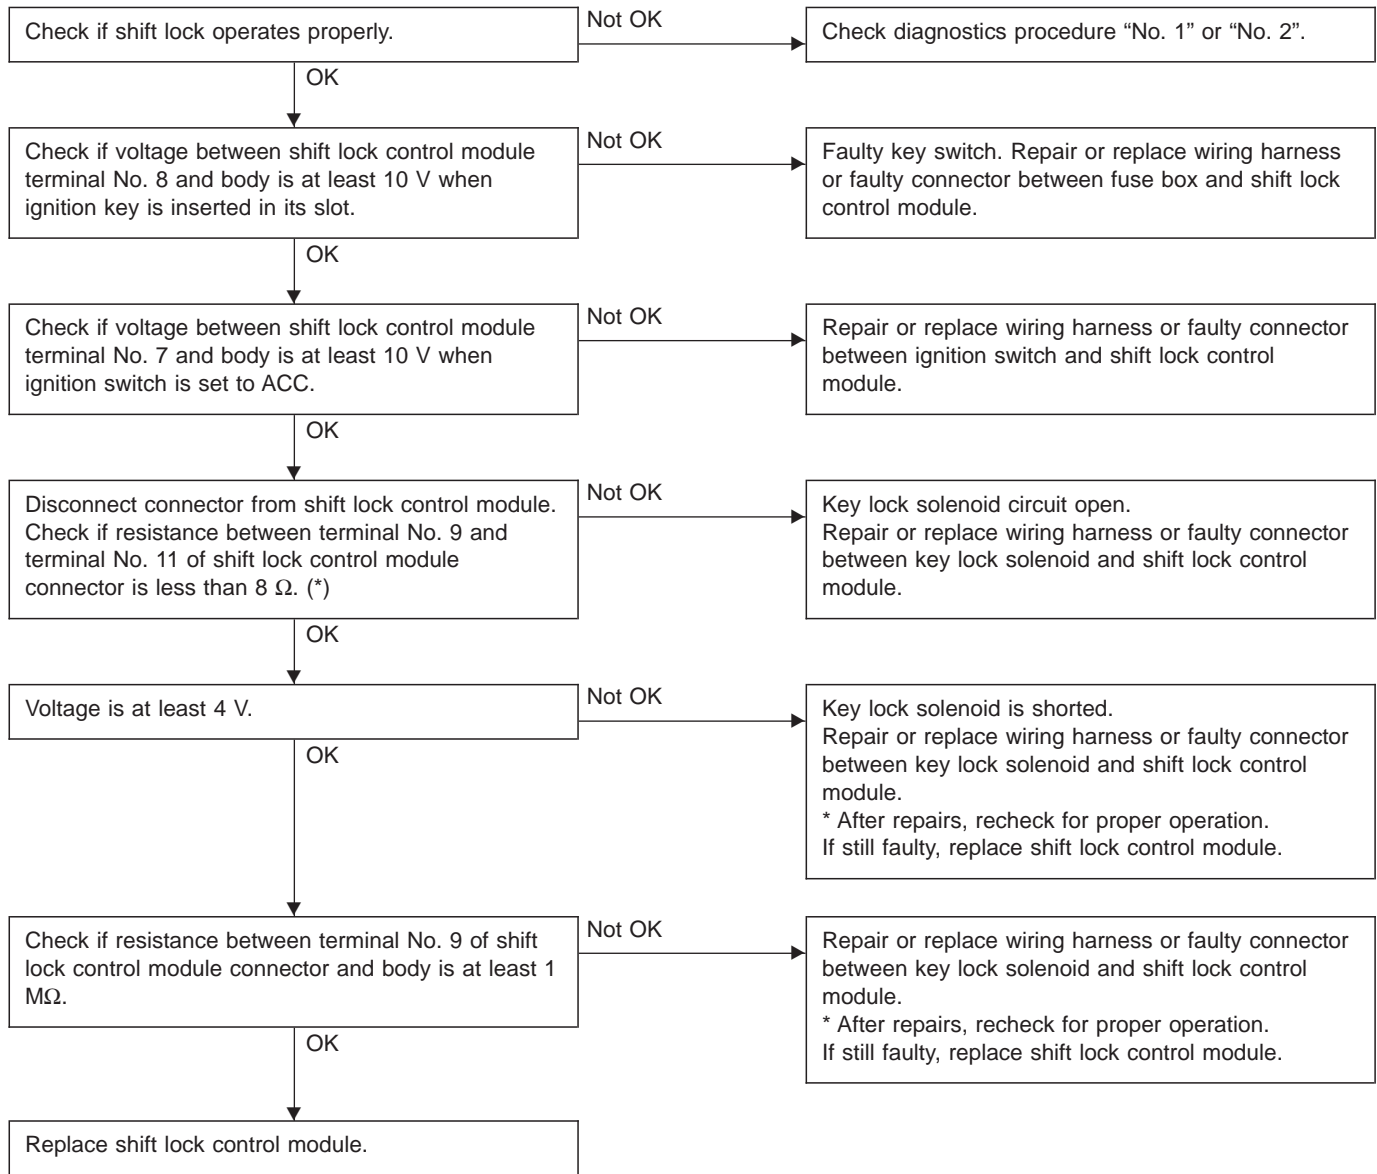 Check if shift lock operates properly.
Not OK
Check diagnostics procedure “No. 1” or “No. 2”.
OK
Check if voltage between shift lock control module
terminal No. 8 and body is at least 10 V when
ignition key is inserted in its slot.
Not OK
Faulty key switch. Repair or replace wiring harness
or faulty connector between fuse box and shift lock
control module.
OK
Check if voltage between shift lock control module
terminal No. 7 and body is at least 10 V when
ignition switch is set to ACC.
Not OK
Repair or replace wiring harness or faulty connector
between ignition switch and shift lock control
module.
OK
Disconnect connector from shift lock control module.
Check if resistance between terminal No. 9 and
terminal No. 11 of shift lock control module
connector is less than 8 Ω. (*)
Not OK
Key lock solenoid circuit open.
Repair or replace wiring harness or faulty connector
between key lock solenoid and shift lock control
module.
OK
Voltage is at least 4 V.
Not OK
Key lock solenoid is shorted.
Repair or replace wiring harness or faulty connector
between key lock solenoid and shift lock control
module.
* After repairs, recheck for proper operation.
If still faulty, replace shift lock control module.
OK
Check if resistance between terminal No. 9 of shift
lock control module connector and body is at least 1
MΩ.
Not OK
Repair or replace wiring harness or faulty connector
between key lock solenoid and shift lock control
module.
* After repairs, recheck for proper operation.
If still faulty, replace shift lock control module.
OK
Replace shift lock control module.